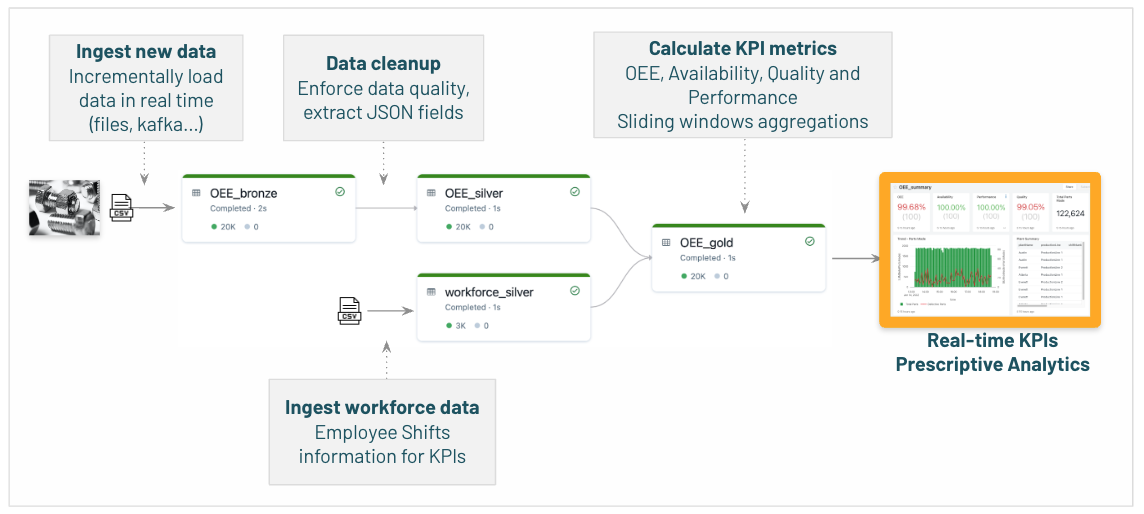 Ingest new data
Incrementally load
data in real time
(files, kafka...)
Data cleanup
Enforce data quality,
extract JSON fields
Calculate KPI metrics
OEE, Availability, Quality and
Performance
Sliding windows aggregations
CSV
OEE_bronze
Completed · 2s
20K 0
OEE_silver
Completed · 1s
20K 0
CSV
workforce_silver
Completed · 1s
3K 0
OEE_gold
Completed · 1s
20K 0
OEE_summary
OEE
99.68%
(100)
Availability
100.00%
(100)
Performance
100.00%
(100)
Quality
99.05%
(100)
122,624
Real-time KPIs
Prescriptive Analytics
Ingest workforce data
Employee Shifts
information for KPIs